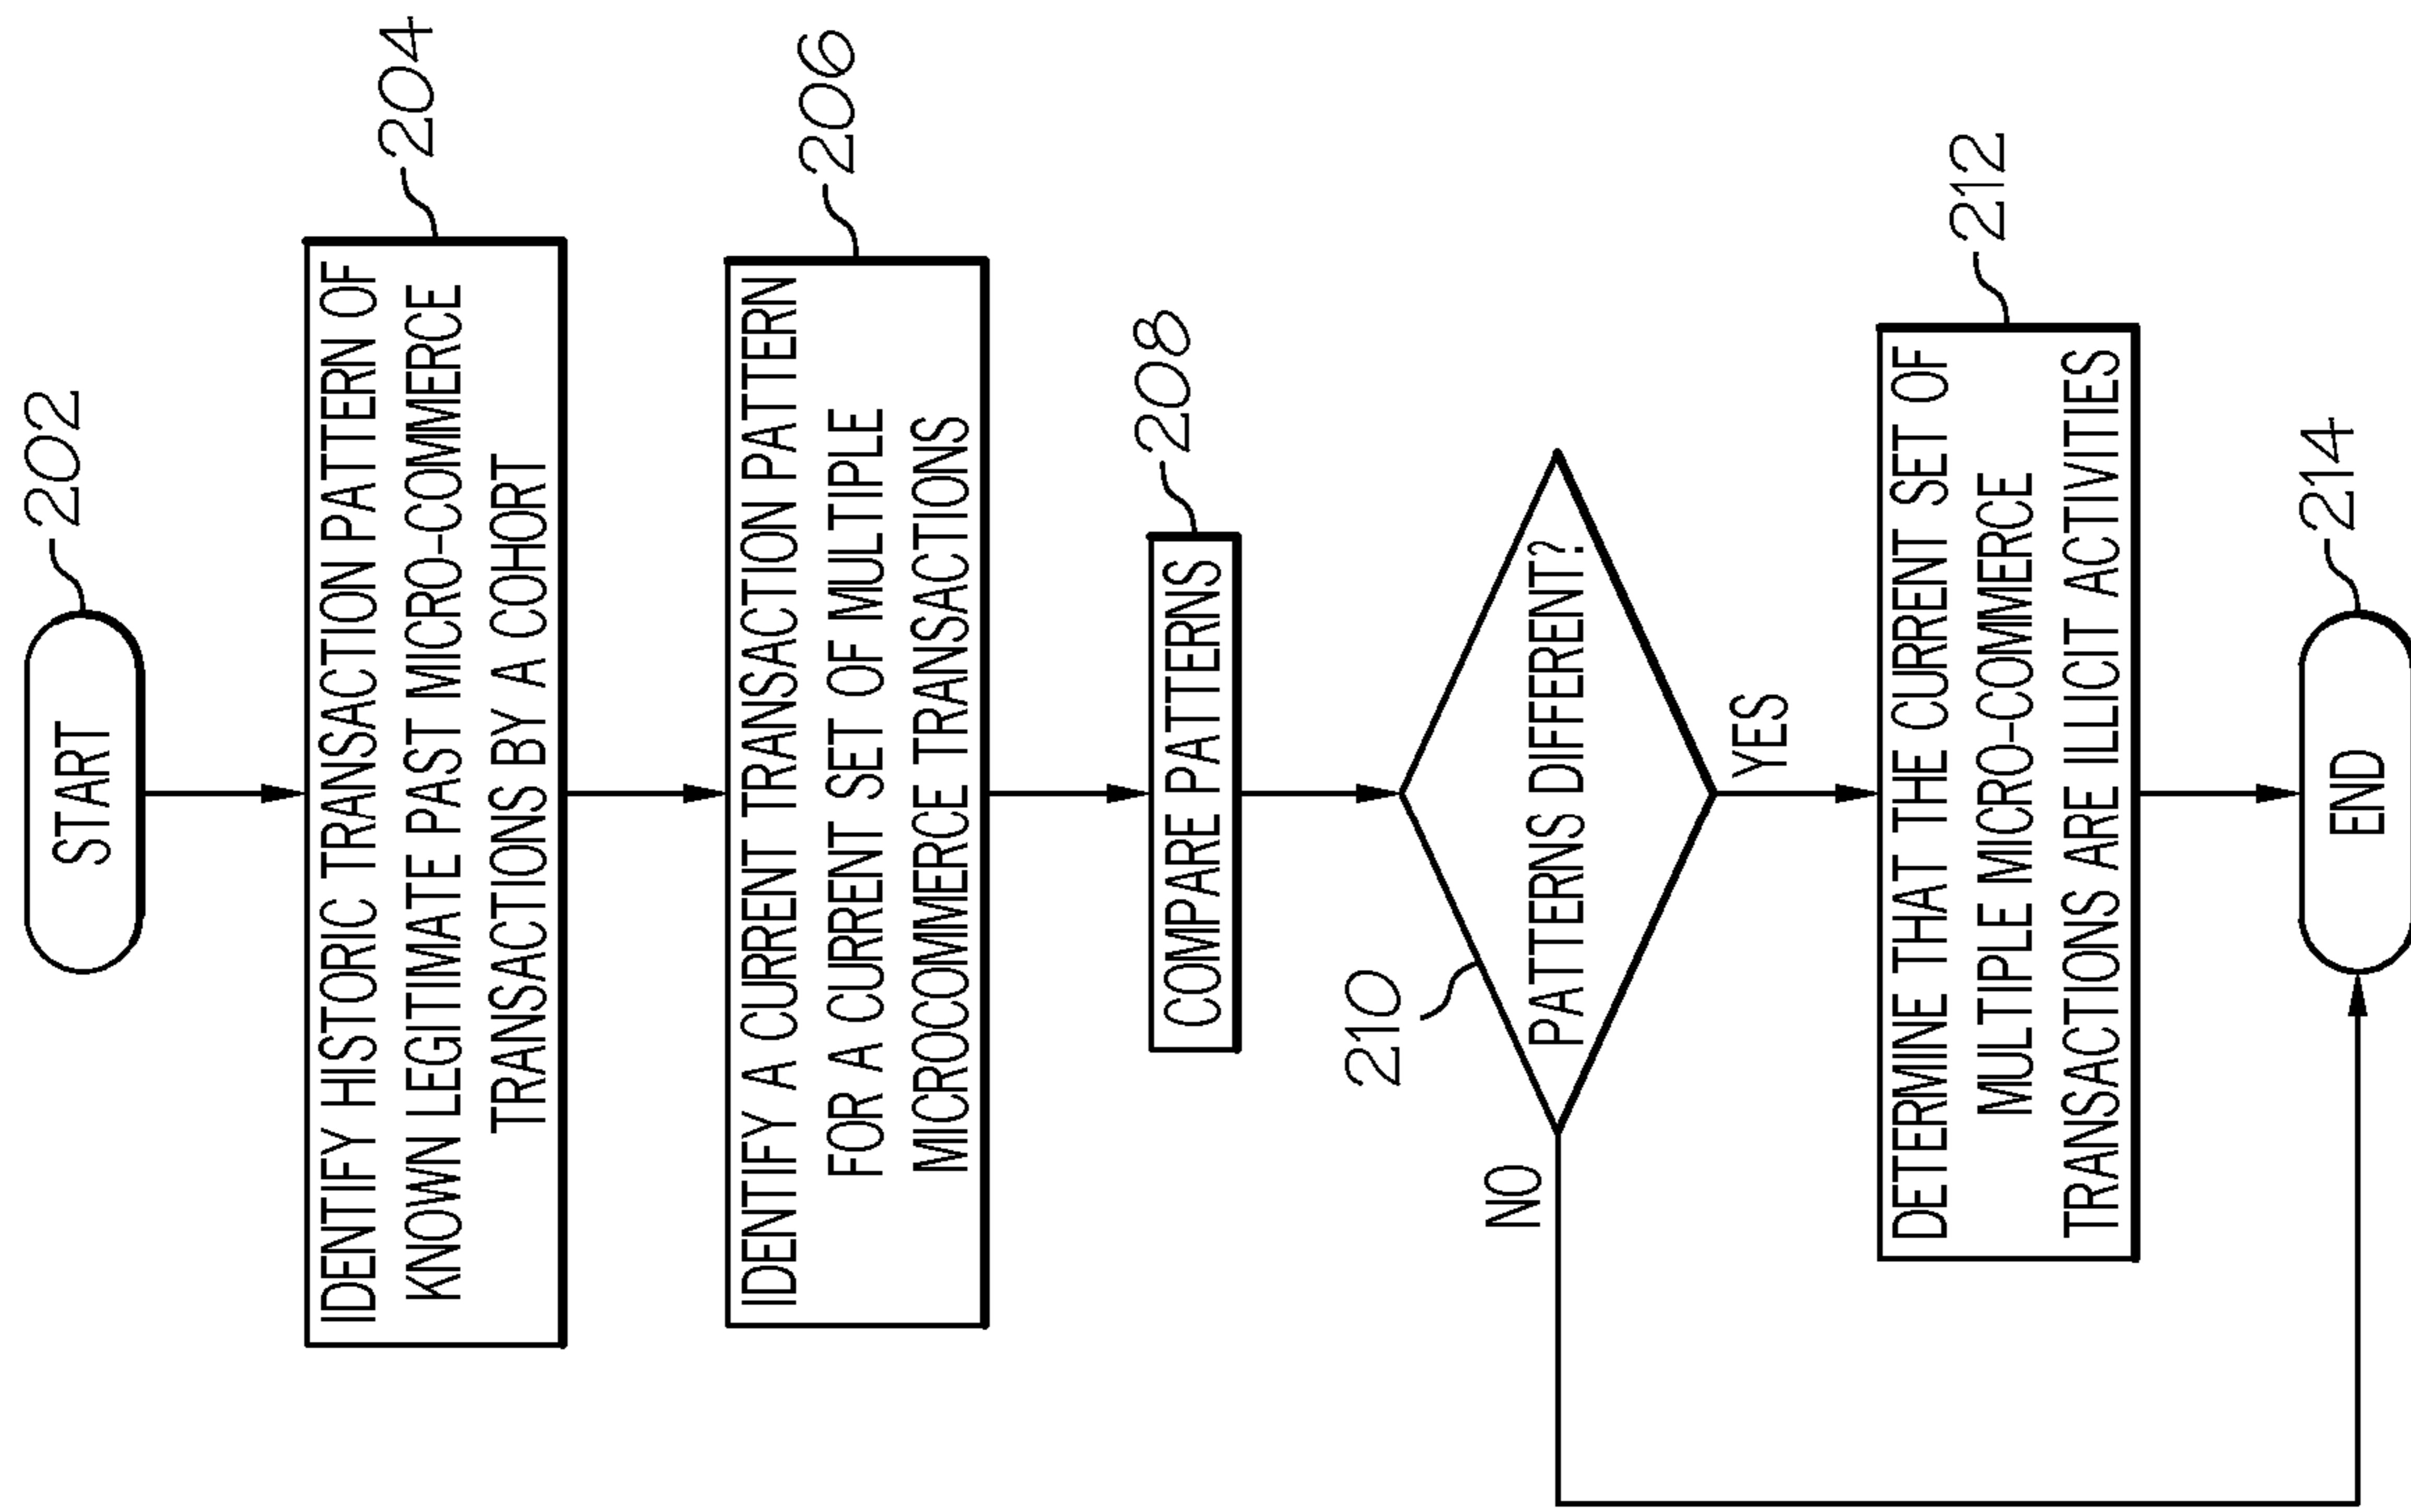 START
202
IDENTIFY HISTORIC TRANSACTION PATTERN OF
KNOWN LEGITIMATE PAST MICRO-COMMERCE
TRANSACTIONS BY A COHORT
204
IDENTIFY A CURRENT TRANSACTION PATTERN
FOR A CURRENT SET OF MULTIPLE
MICROCOMMERCE TRANSACTIONS
206
COMPARE PATTERNS
208
210
PATTERNS DIFFERENT?
NO
YES
DETERMINE THAT THE CURRENT SET OF
MULTIPLE MICRO-COMMERCE
TRANSACTIONS ARE ILLICIT ACTIVITIES
212
END
214